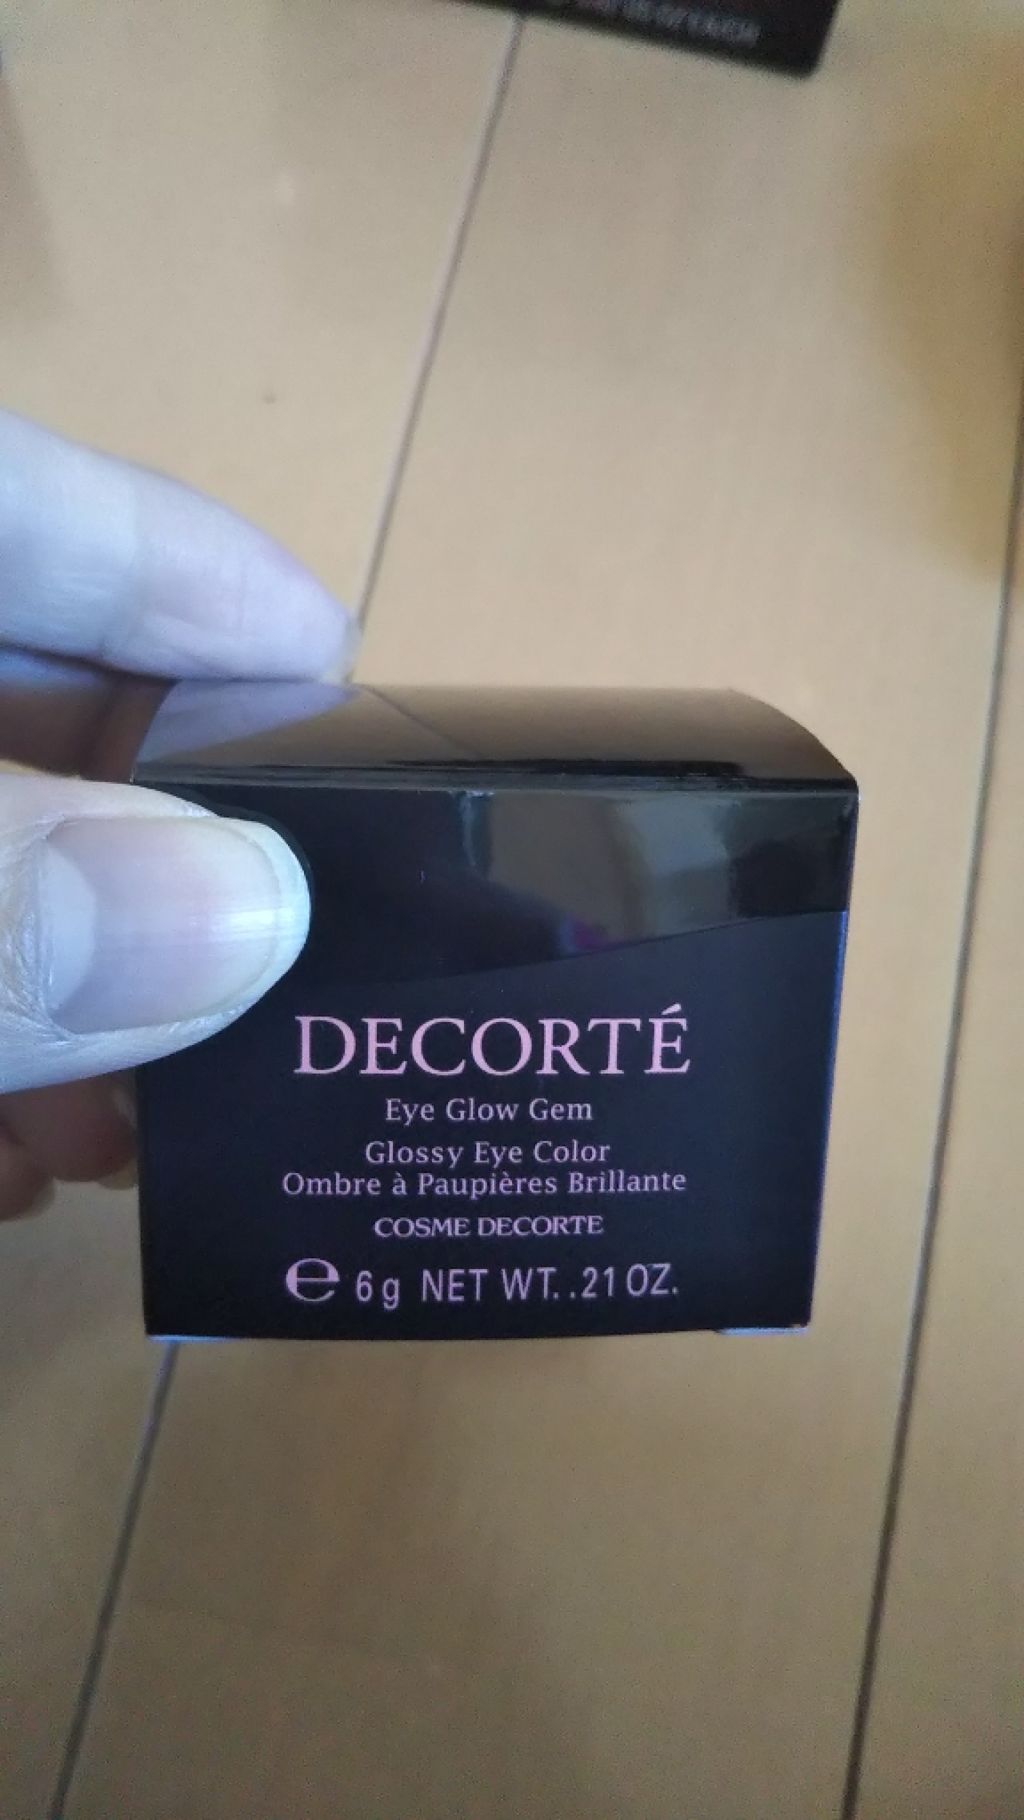 DECORTÉ
Eye Glow Gem
Glossy Eye Color
Ombre à Paupières Brillante
COSME DECORTE
℮ 6g NET WT. .21 OZ.